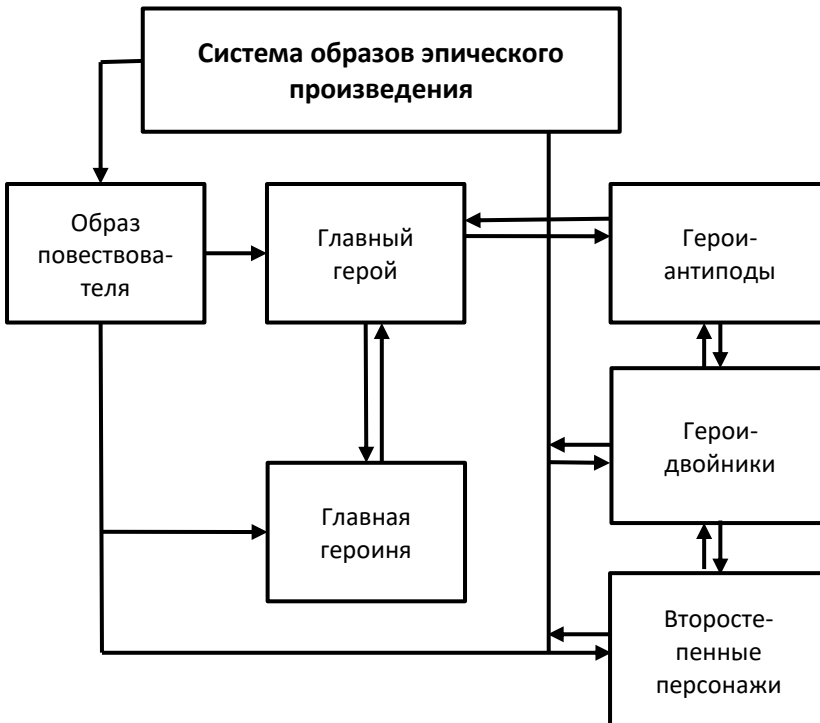 Система образов эпического
произведения
Образ
повествова-
теля
Главный
герой
Герои-
антиподы
Герои-
двойники
Главная
героиня
Второсте-
пенные
персонажи